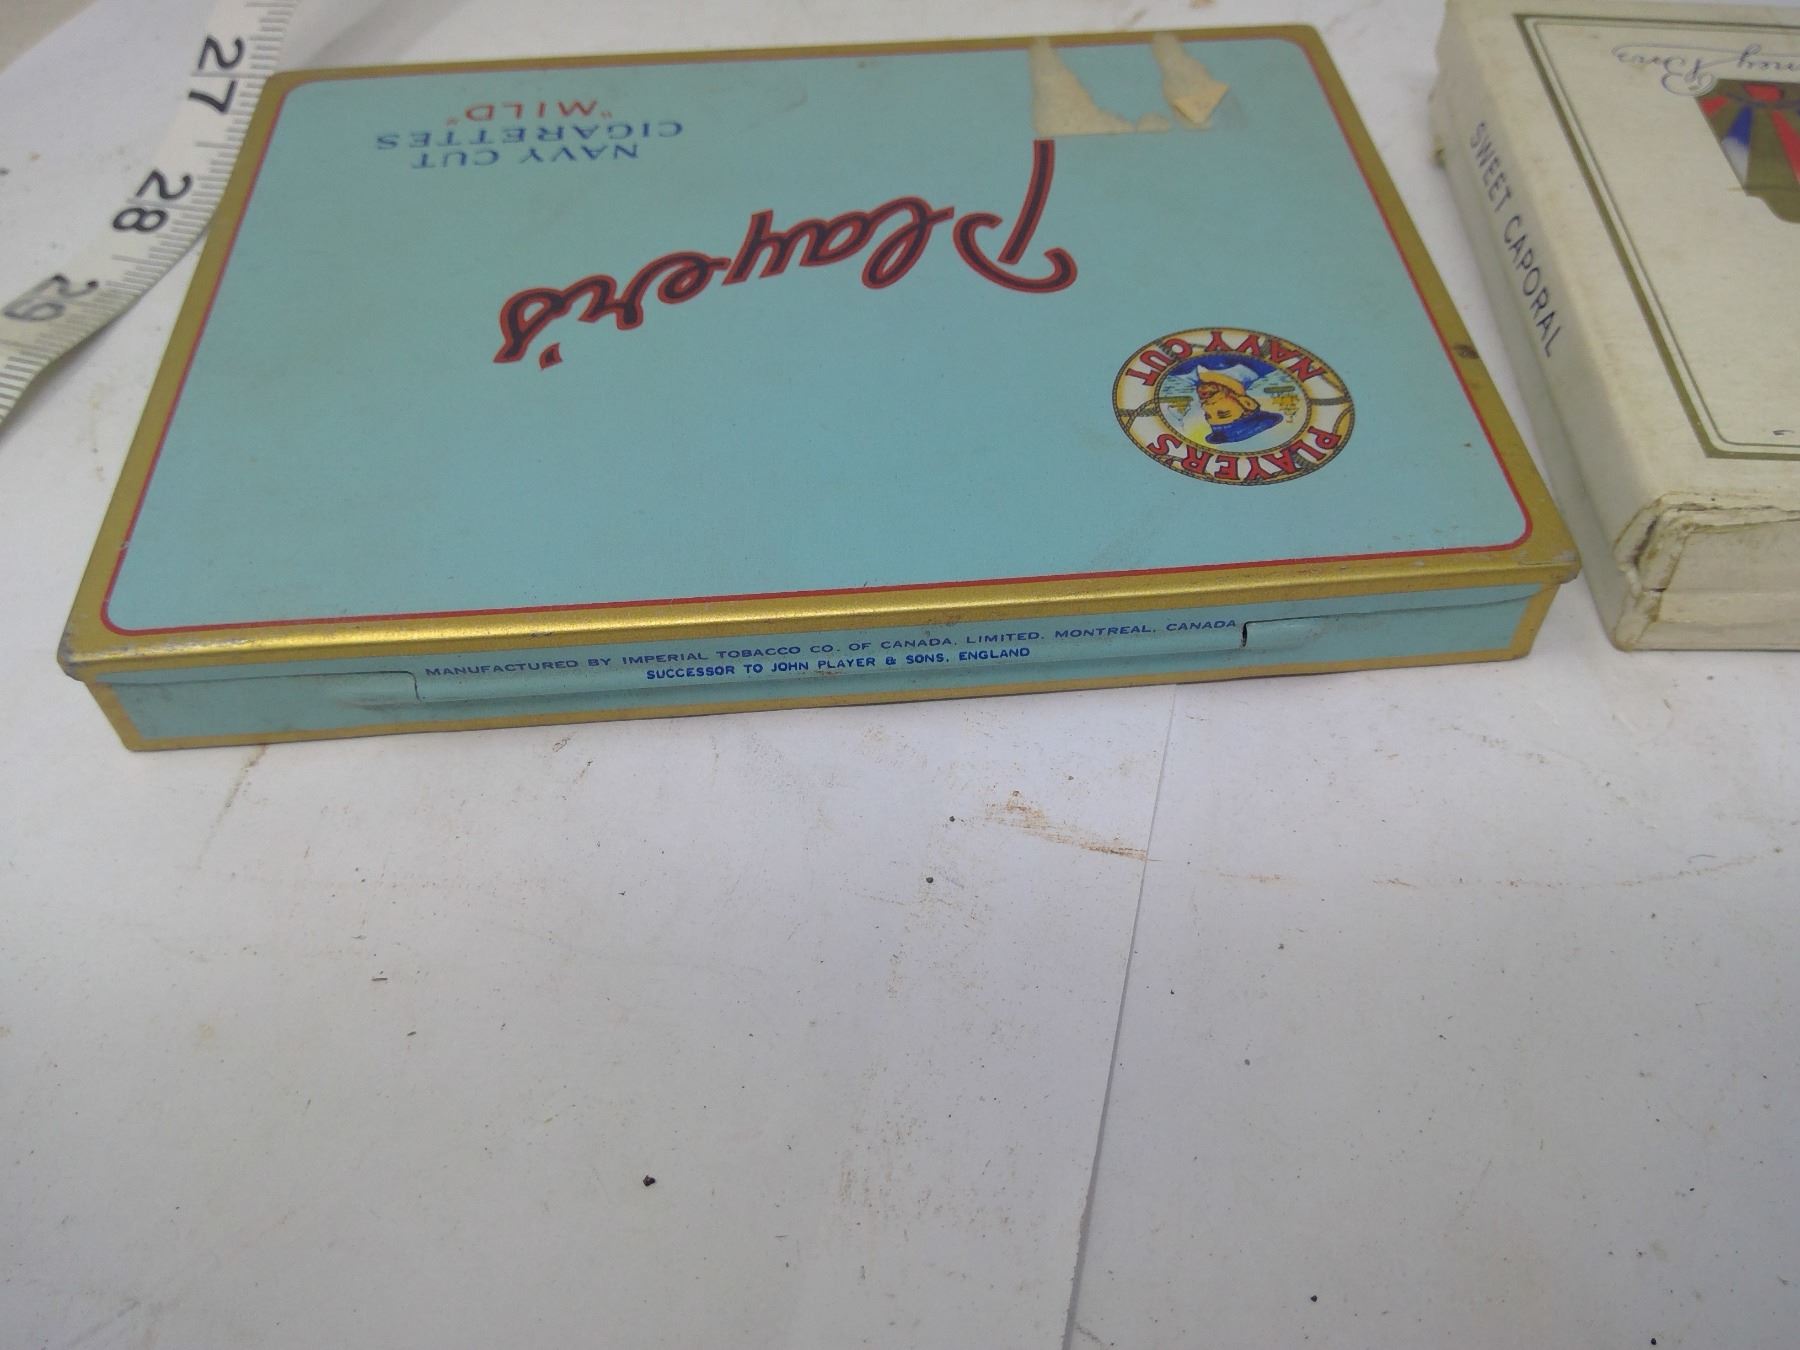 27
28
29
Player's
NAVY CUT
CIGARETTES
"MILD"
PLAYER'S
NAVY CUT
MANUFACTURED BY IMPERIAL TOBACCO CO. OF CANADA, LIMITED. MONTREAL, CANADA
SUCCESSOR TO JOHN PLAYER & SONS, ENGLAND
SWEET CAPORAL
Bros